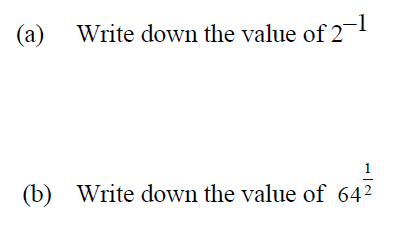 (a) Write down the value of 2⁻¹
(b) Write down the value of 64^(1/2)